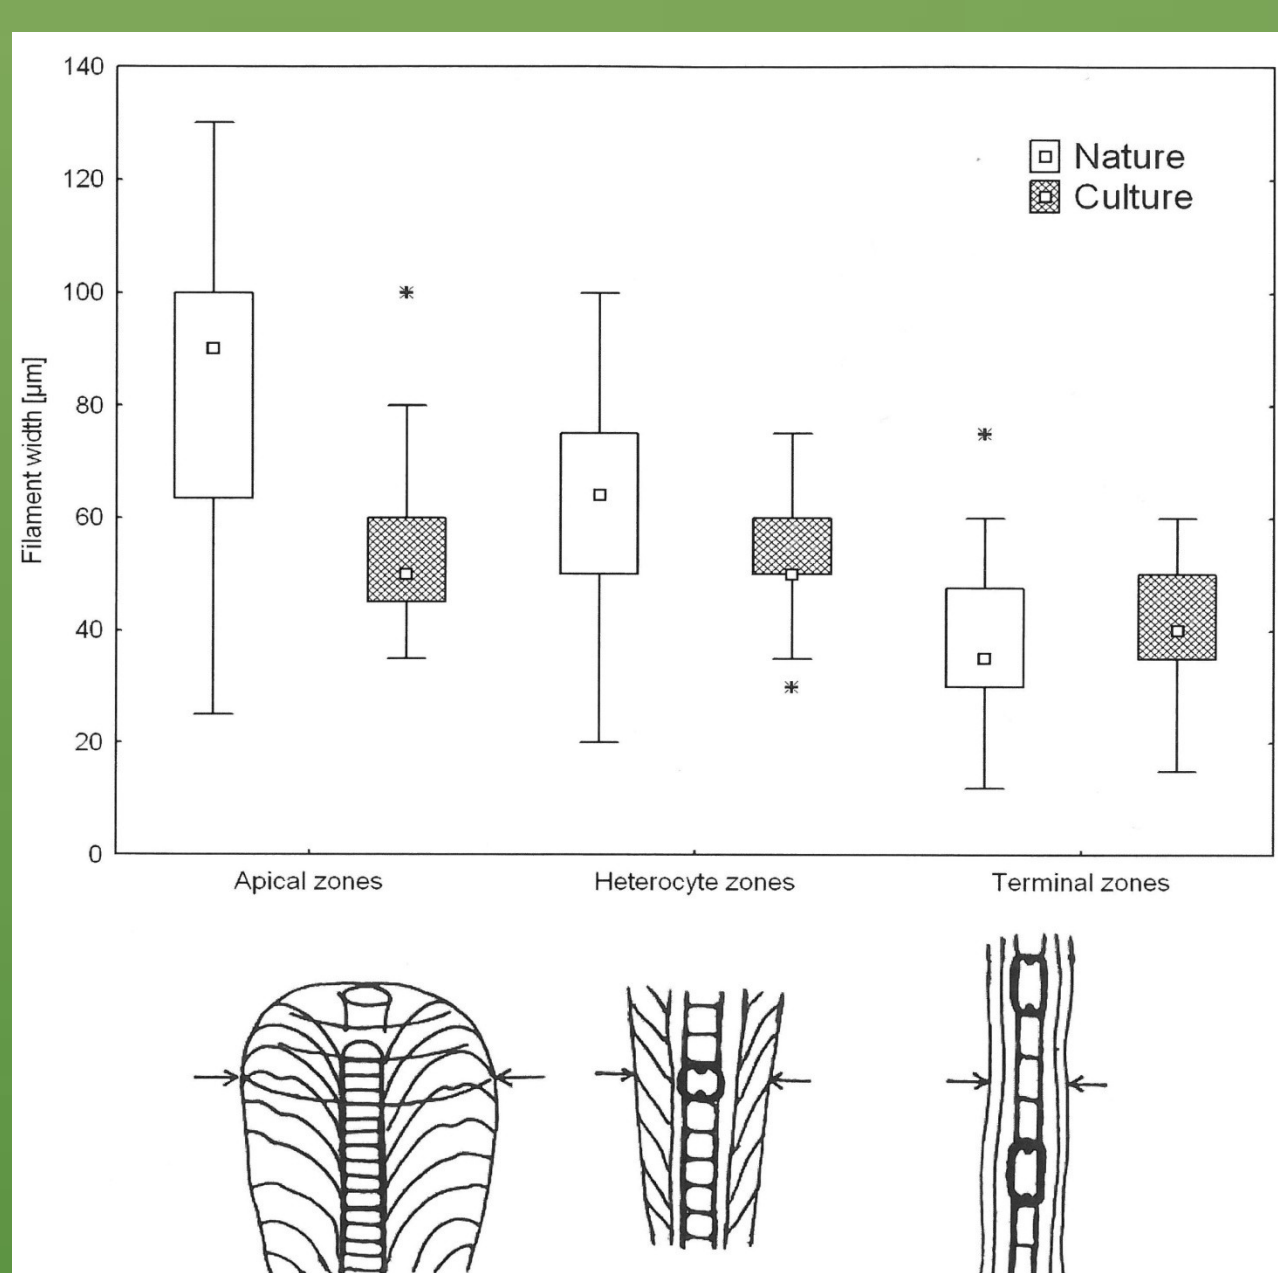 140
120
100
80
60
40
20
0
Filament width [µm]
Nature
Culture
Apical zones
Heterocyte zones
Terminal zones